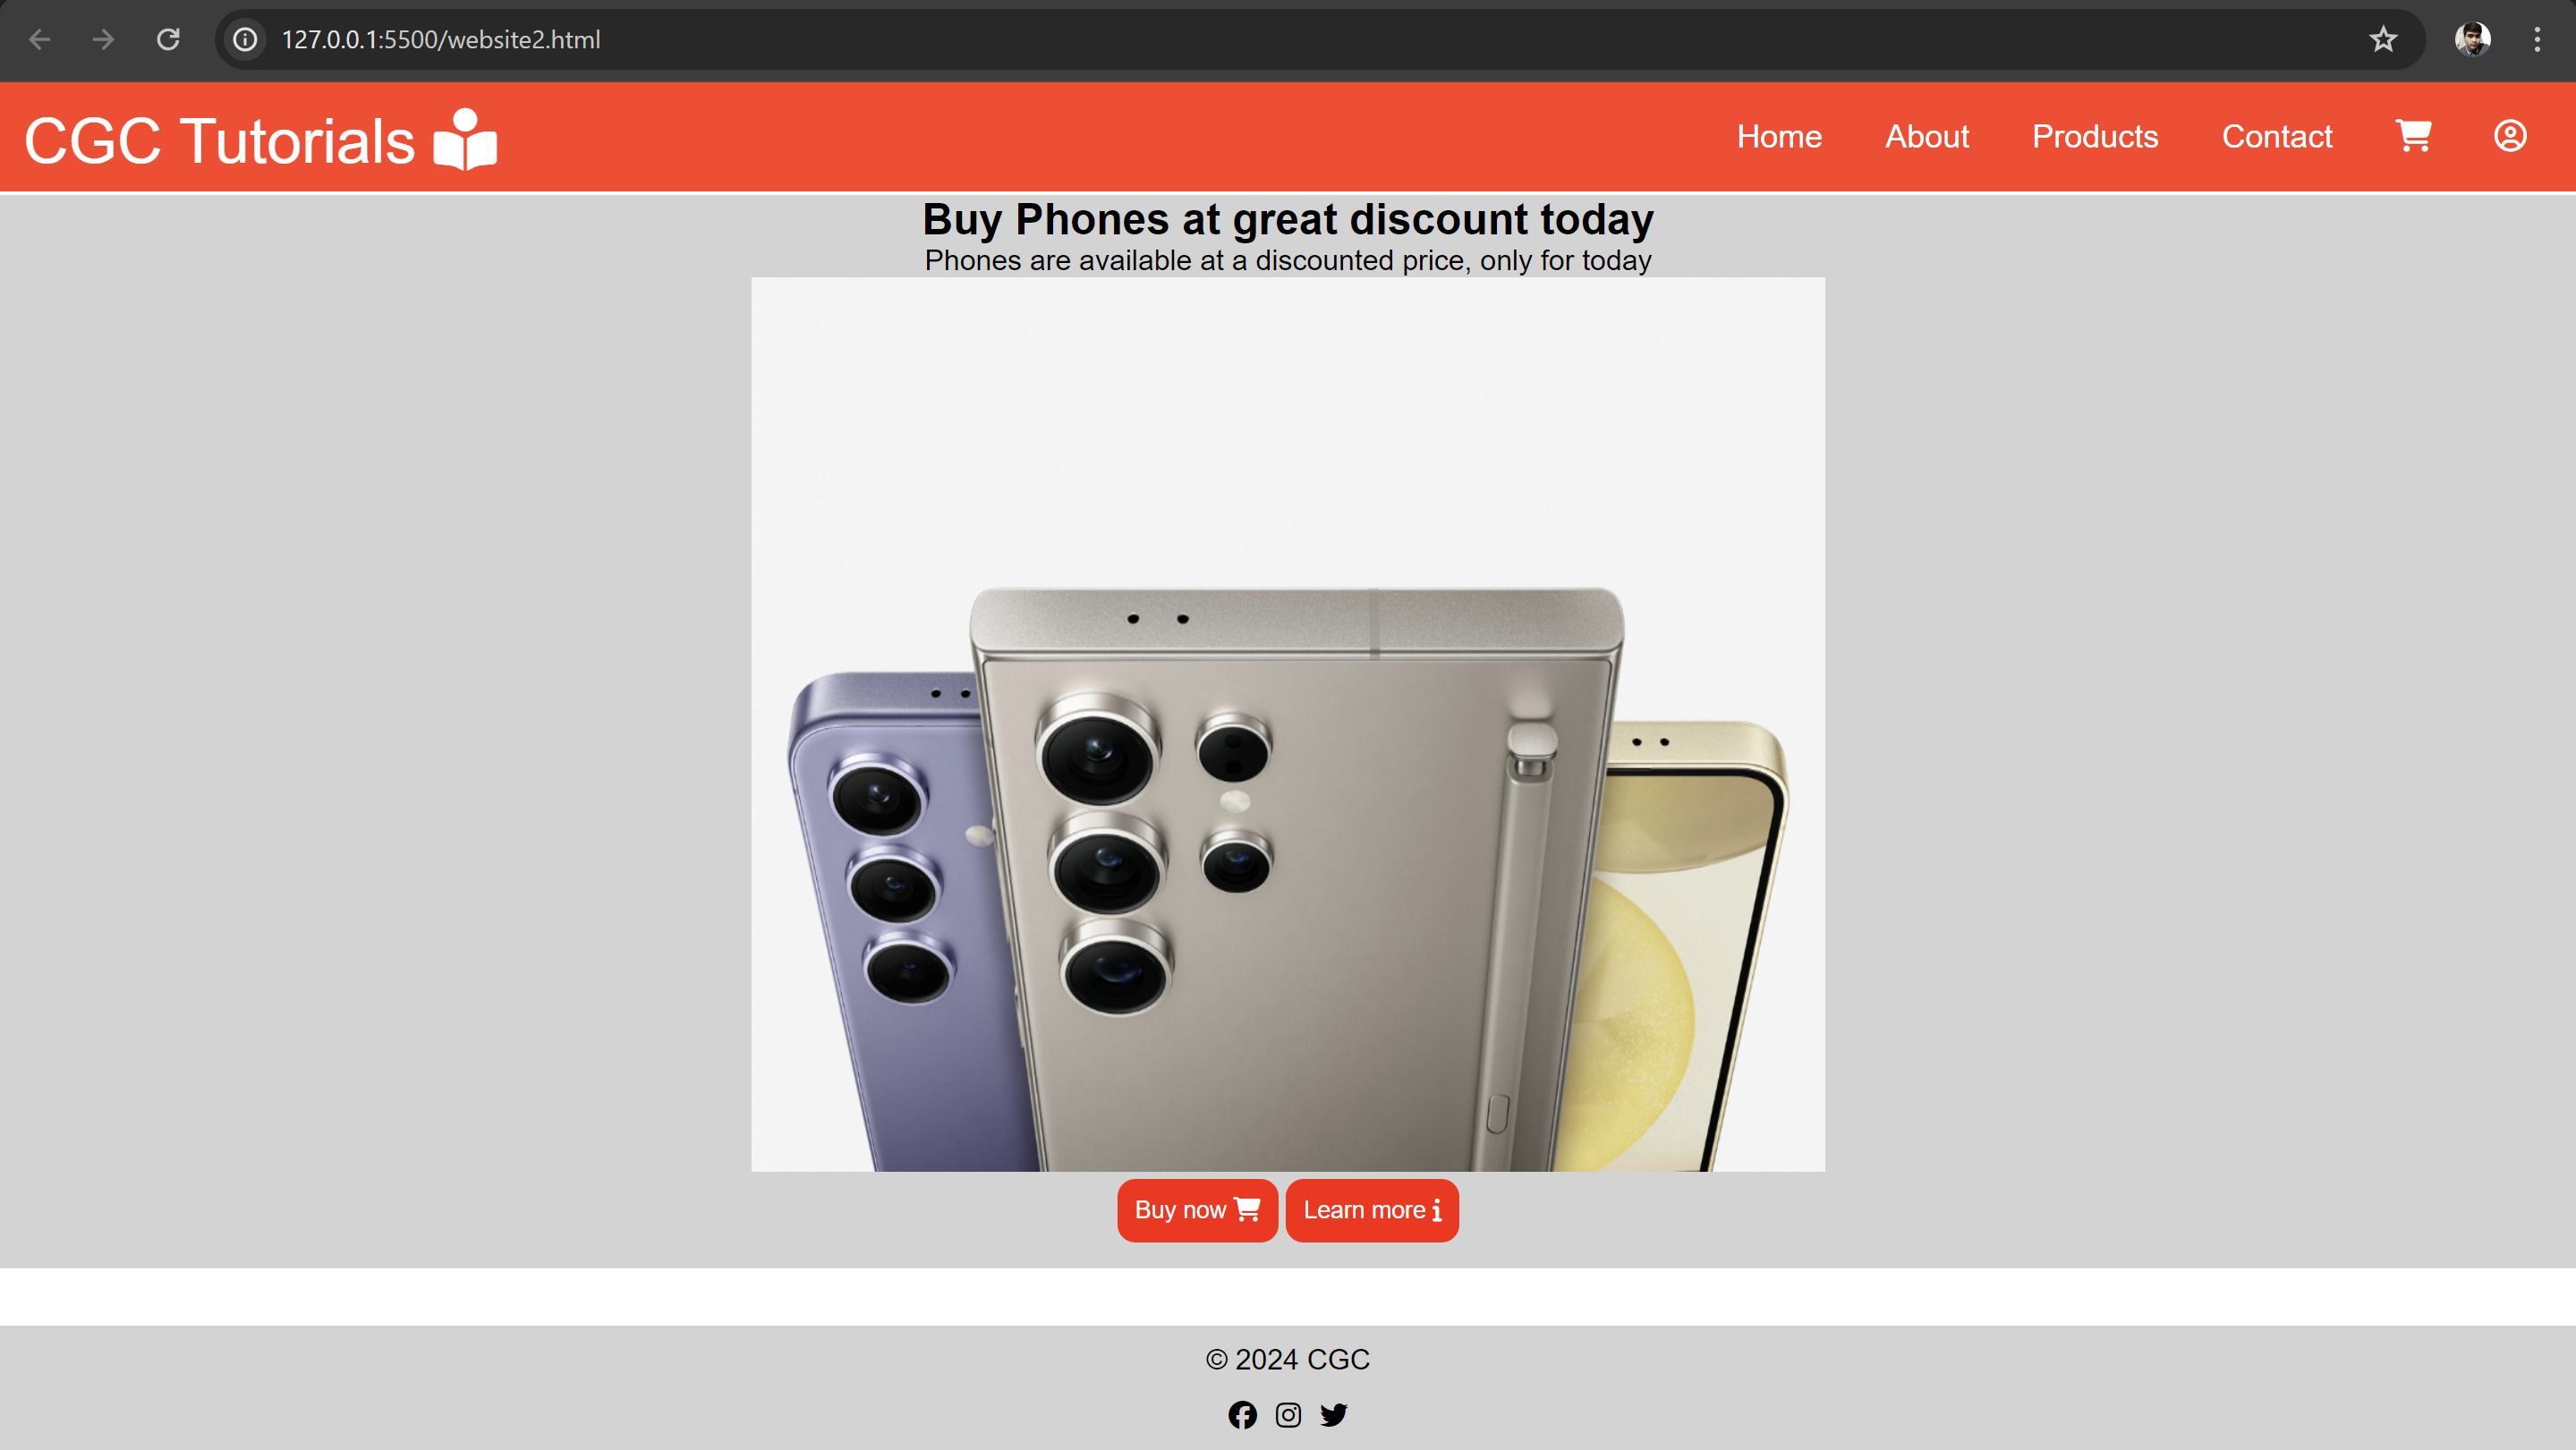 127.0.0.1:5500/website2.html
CGC Tutorials
Home About Products Contact
Buy Phones at great discount today
Phones are available at a discounted price, only for today
Buy now Learn more
© 2024 CGC